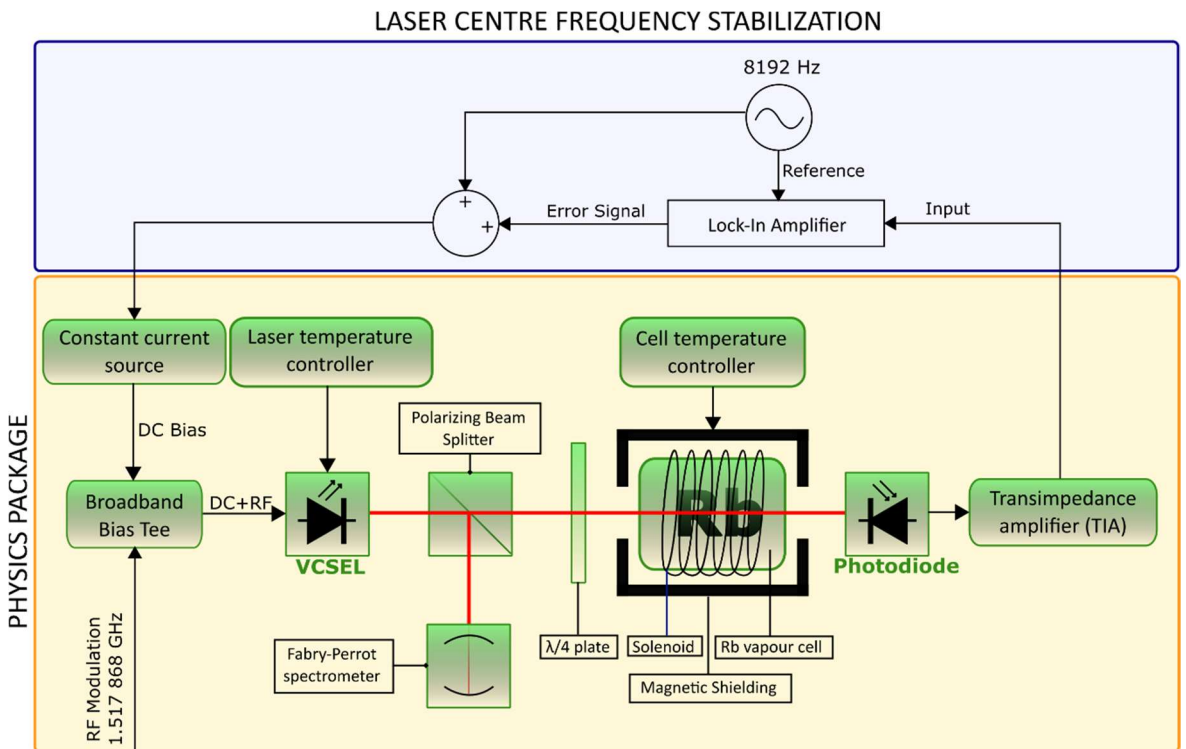 LASER CENTRE FREQUENCY STABILIZATION
8192 Hz
Reference
+
+
Error Signal
Lock-In Amplifier
Input
PHYSICS PACKAGE
Constant current
source
Laser temperature
controller
Cell temperature
controller
DC Bias
Polarizing Beam
Splitter
Broadband
Bias Tee
DC+RF
VCSEL
Rb
Photodiode
Transimpedance
amplifier (TIA)
RF Modulation
1.517 868 GHz
Fabry-Perrot
spectrometer
λ/4 plate
Solenoid
Rb vapour cell
Magnetic Shielding